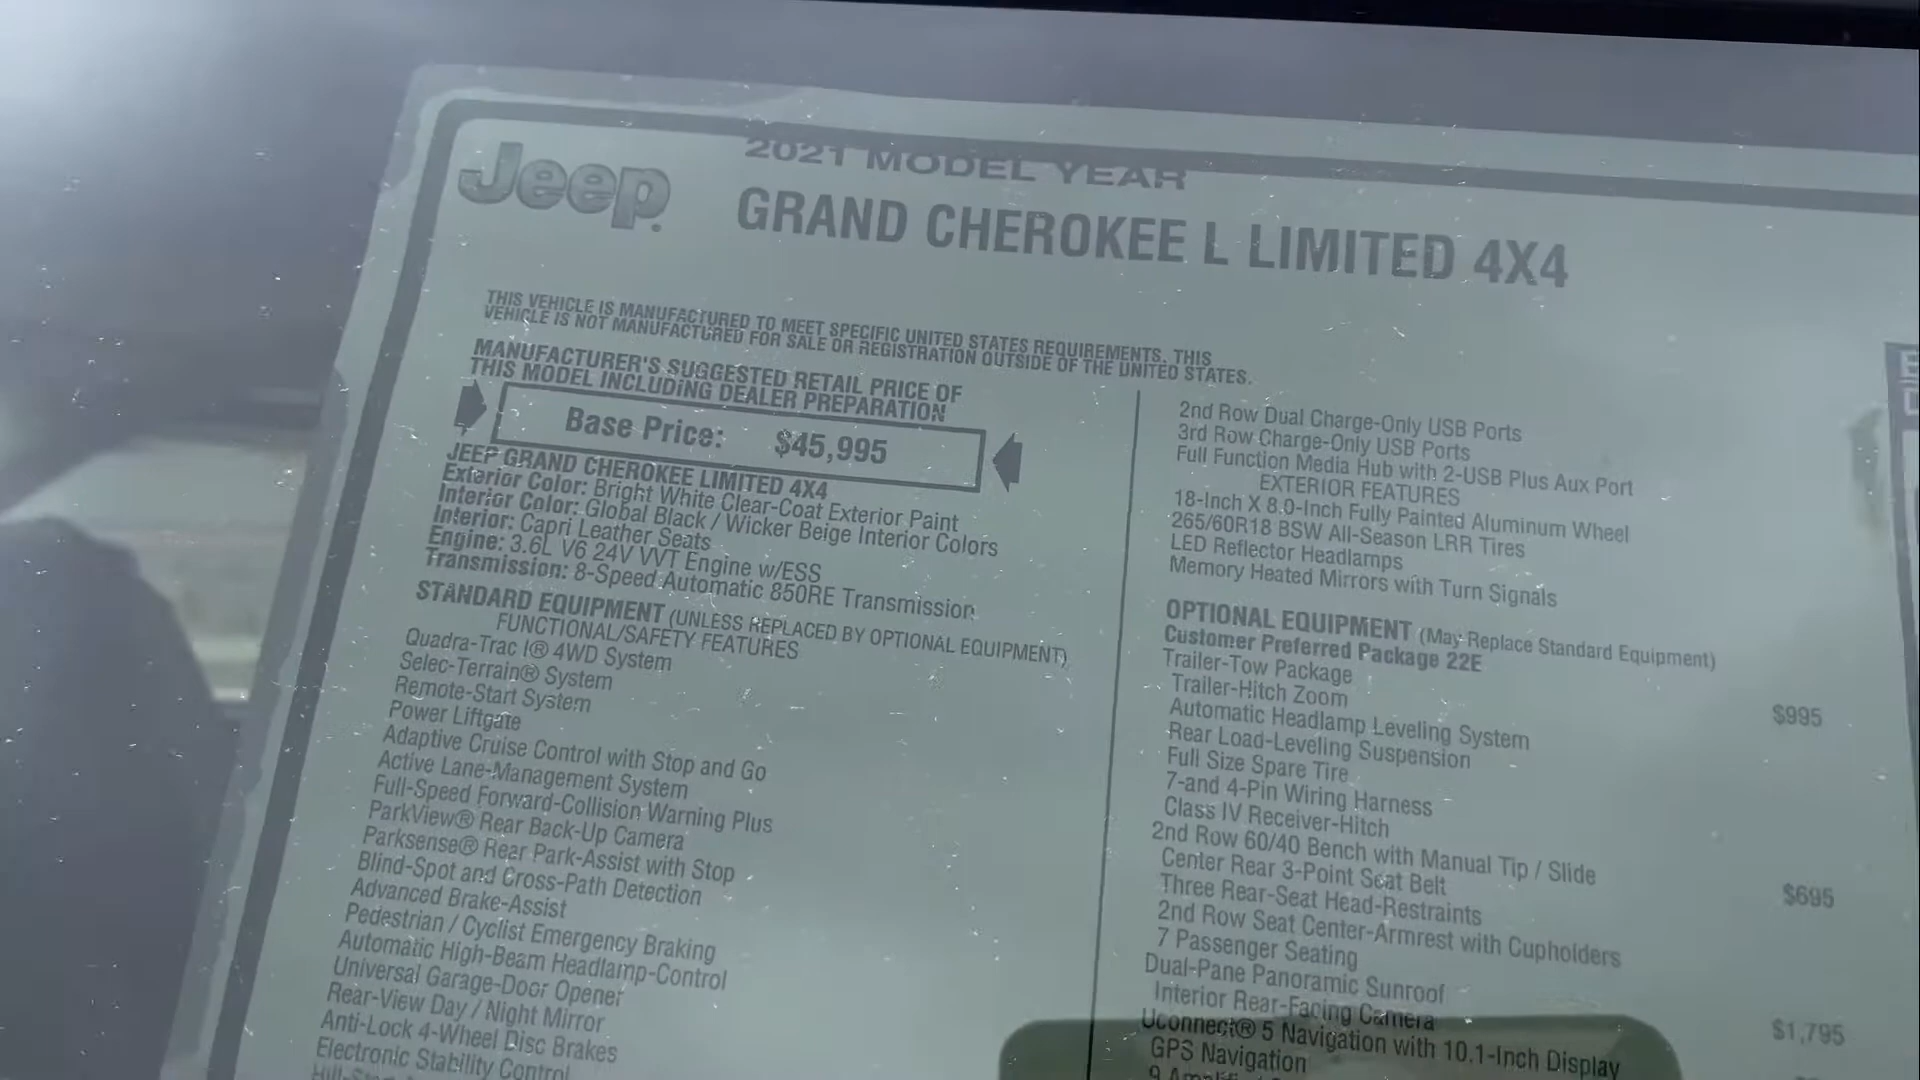 Jeep
2021 MODEL YEAR
GRAND CHEROKEE L LIMITED 4X4
THIS VEHICLE IS MANUFACTURED TO MEET SPECIFIC UNITED STATES REQUIREMENTS. THIS
VEHICLE IS NOT MANUFACTURED FOR SALE OR REGISTRATION OUTSIDE OF THE UNITED STATES.
MANUFACTURER'S SUGGESTED RETAIL PRICE OF
THIS MODEL INCLUDING DEALER PREPARATION
Base Price: $45,995
JEEP GRAND CHEROKEE LIMITED 4X4
Exterior Color: Bright White Clear-Coat Exterior Paint
Interior Color: Global Black / Wicker Beige Interior Colors
Interior: Capri Leather Seats
Engine: 3.6L V6 24V VVT Engine w/ESS
Transmission: 8-Speed Automatic 850RE Transmission
STANDARD EQUIPMENT (UNLESS REPLACED BY OPTIONAL EQUIPMENT)
FUNCTIONAL/SAFETY FEATURES
Quadra-Trac I® 4WD System
Selec-Terrain® System
Remote-Start System
Power Liftgate
Adaptive Cruise Control with Stop and Go
Active Lane-Management System
Full-Speed Forward-Collision Warning Plus
ParkView® Rear Back-Up Camera
Parksense® Rear Park-Assist with Stop
Blind-Spot and Cross-Path Detection
Advanced Brake-Assist
Pedestrian / Cyclist Emergency Braking
Automatic High-Beam Headlamp-Control
Universal Garage-Door Opener
Rear-View Day / Night Mirror
Anti-Lock 4-Wheel Disc Brakes
Electronic Stability Control
2nd Row Dual Charge-Only USB Ports
3rd Row Charge-Only USB Ports
Full Function Media Hub with 2-USB Plus Aux Port
EXTERIOR FEATURES
18-Inch X 8.0-Inch Fully Painted Aluminum Wheel
265/60R18 BSW All-Season LRR Tires
LED Reflector Headlamps
Memory Heated Mirrors with Turn Signals
OPTIONAL EQUIPMENT (May Replace Standard Equipment)
Customer Preferred Package 22E
Trailer-Tow Package $995
Trailer-Hitch Zoom
Automatic Headlamp Leveling System
Rear Load-Leveling Suspension
Full Size Spare Tire
7-and 4-Pin Wiring Harness
Class IV Receiver-Hitch
2nd Row 60/40 Bench with Manual Tip / Slide $695
Center Rear 3-Point Seat Belt
Three Rear-Seat Head-Restraints
2nd Row Seat Center-Armrest with Cupholders
7 Passenger Seating
Dual-Pane Panoramic Sunroof $1,795
Interior Rear-Facing Camera
Uconnect® 5 Navigation with 10.1-Inch Display
GPS Navigation